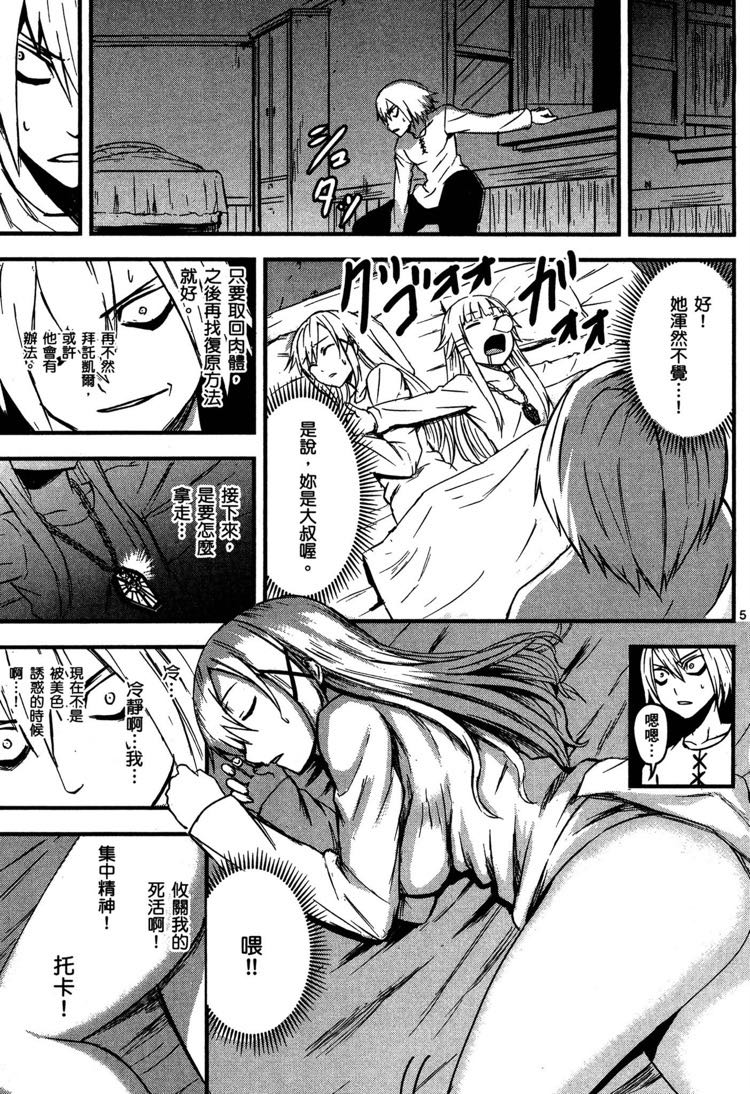 シュ
タッ
好！
她渾然不覺…！
ガォォ
グゴォォ
是說，妳是大叔喔。
只要取回肉體，
之後再找復原方法
就好。
再不然
拜託凱爾，
或許
他會有
辦法。
接下來，
是要怎麼
拿走…
5
嗯嗯…
冷…
冷靜啊…我…
現在不是
被美色
誘惑的時候
啊…！
喂!!
攸關我的
死活啊！
集中精神！
托卡！